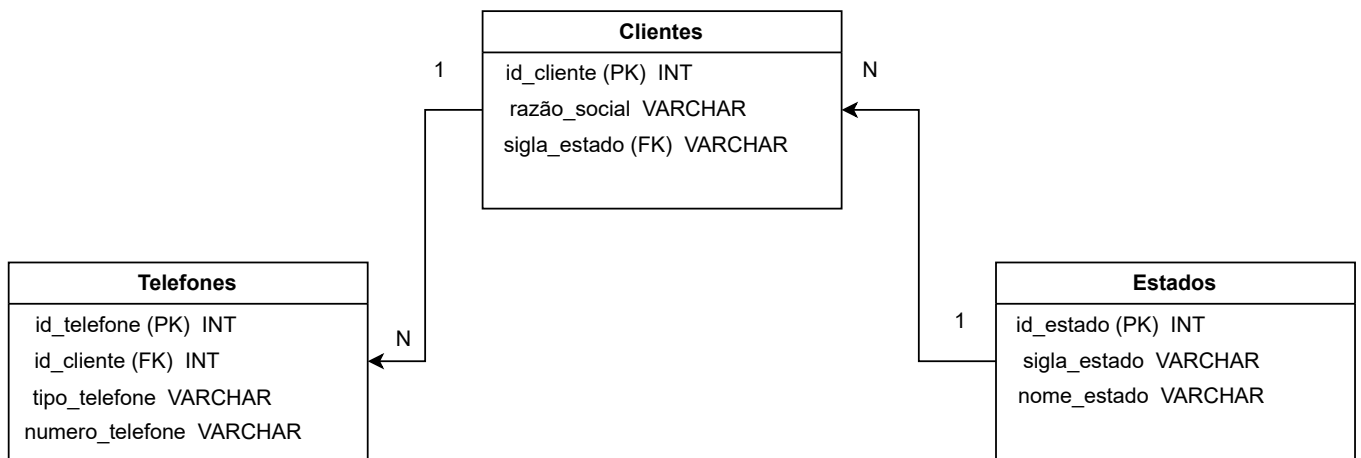 Clientes
id_cliente (PK) INT
razão_social VARCHAR
sigla_estado (FK) VARCHAR
1
N
Telefones
id_telefone (PK) INT
id_cliente (FK) INT
tipo_telefone VARCHAR
numero_telefone VARCHAR
N
1
Estados
id_estado (PK) INT
sigla_estado VARCHAR
nome_estado VARCHAR